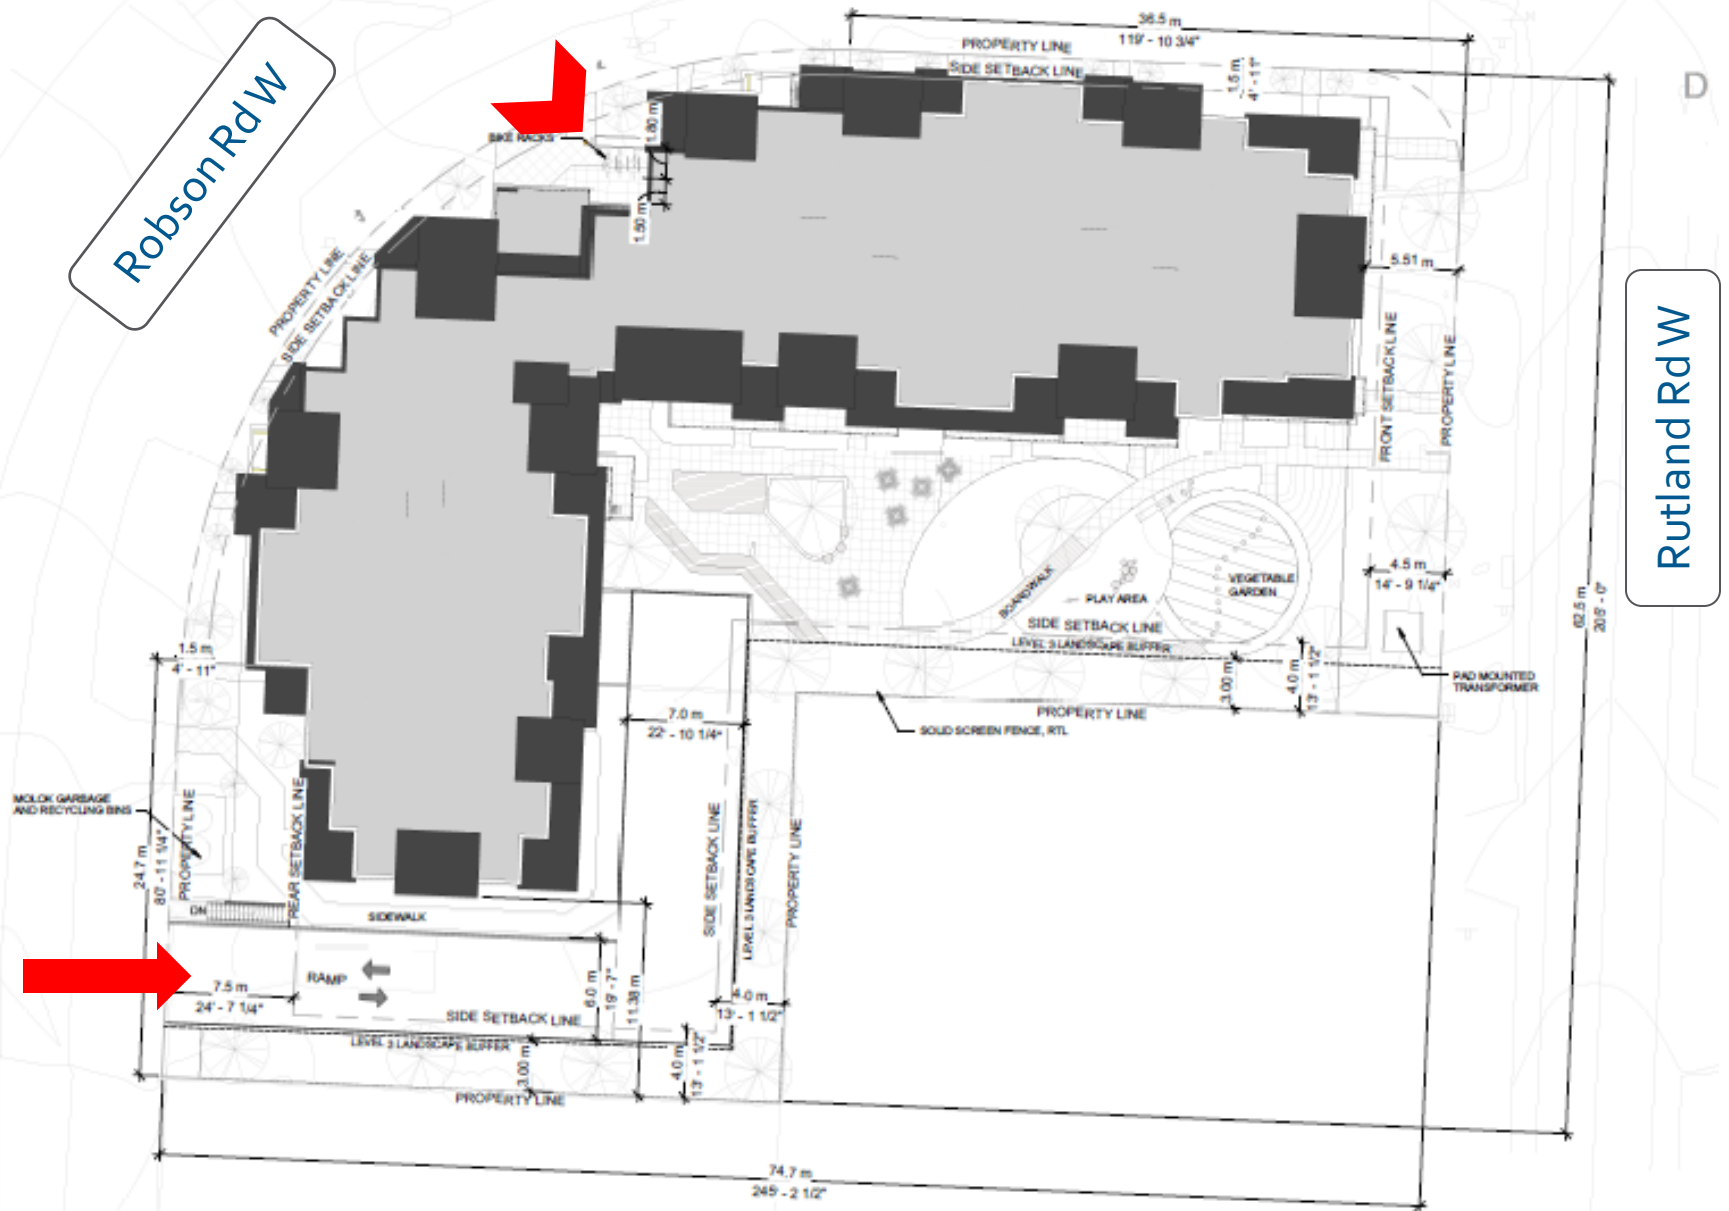 36.5 m
119' - 10 3/4"
PROPERTY LINE
SIDE SETBACK LINE
1.5 m
4' - 11"
D
Robson Rd W
BIKE RACKS
1.80 m
1.50 m
PROPERTY LINE
SIDE SETBACK LINE
5.51 m
FRONT SETBACK LINE
PROPERTY LINE
Rutland Rd W
4.5 m
14' - 9 1/4"
62.5 m
205' - 0"
BOARDWALK
PLAY AREA
VEGETABLE
GARDEN
SIDE SETBACK LINE
LEVEL 3 LANDSCAPE BUFFER
3.00 m
4.0 m
13' - 1 1/2"
PAD MOUNTED
TRANSFORMER
PROPERTY LINE
SOLID SCREEN FENCE, RTL
1.5 m
4' - 11"
7.0 m
22' - 10 1/4"
MOLOK GARBAGE
AND RECYCLING BINS
PROPERTY LINE
REAR SETBACK LINE
24.7 m
80' - 11 1/4"
SIDE SETBACK LINE
LEVEL 3 LANDSCAPE BUFFER
PROPERTY LINE
DN
SIDEWALK
RAMP
7.5 m
24' - 7 1/4"
6.0 m
19' - 7"
11.38 m
4.0 m
13' - 1 1/2"
SIDE SETBACK LINE
LEVEL 3 LANDSCAPE BUFFER
3.00 m
4.0 m
13' - 1 1/2"
PROPERTY LINE
74.7 m
245' - 2 1/2"